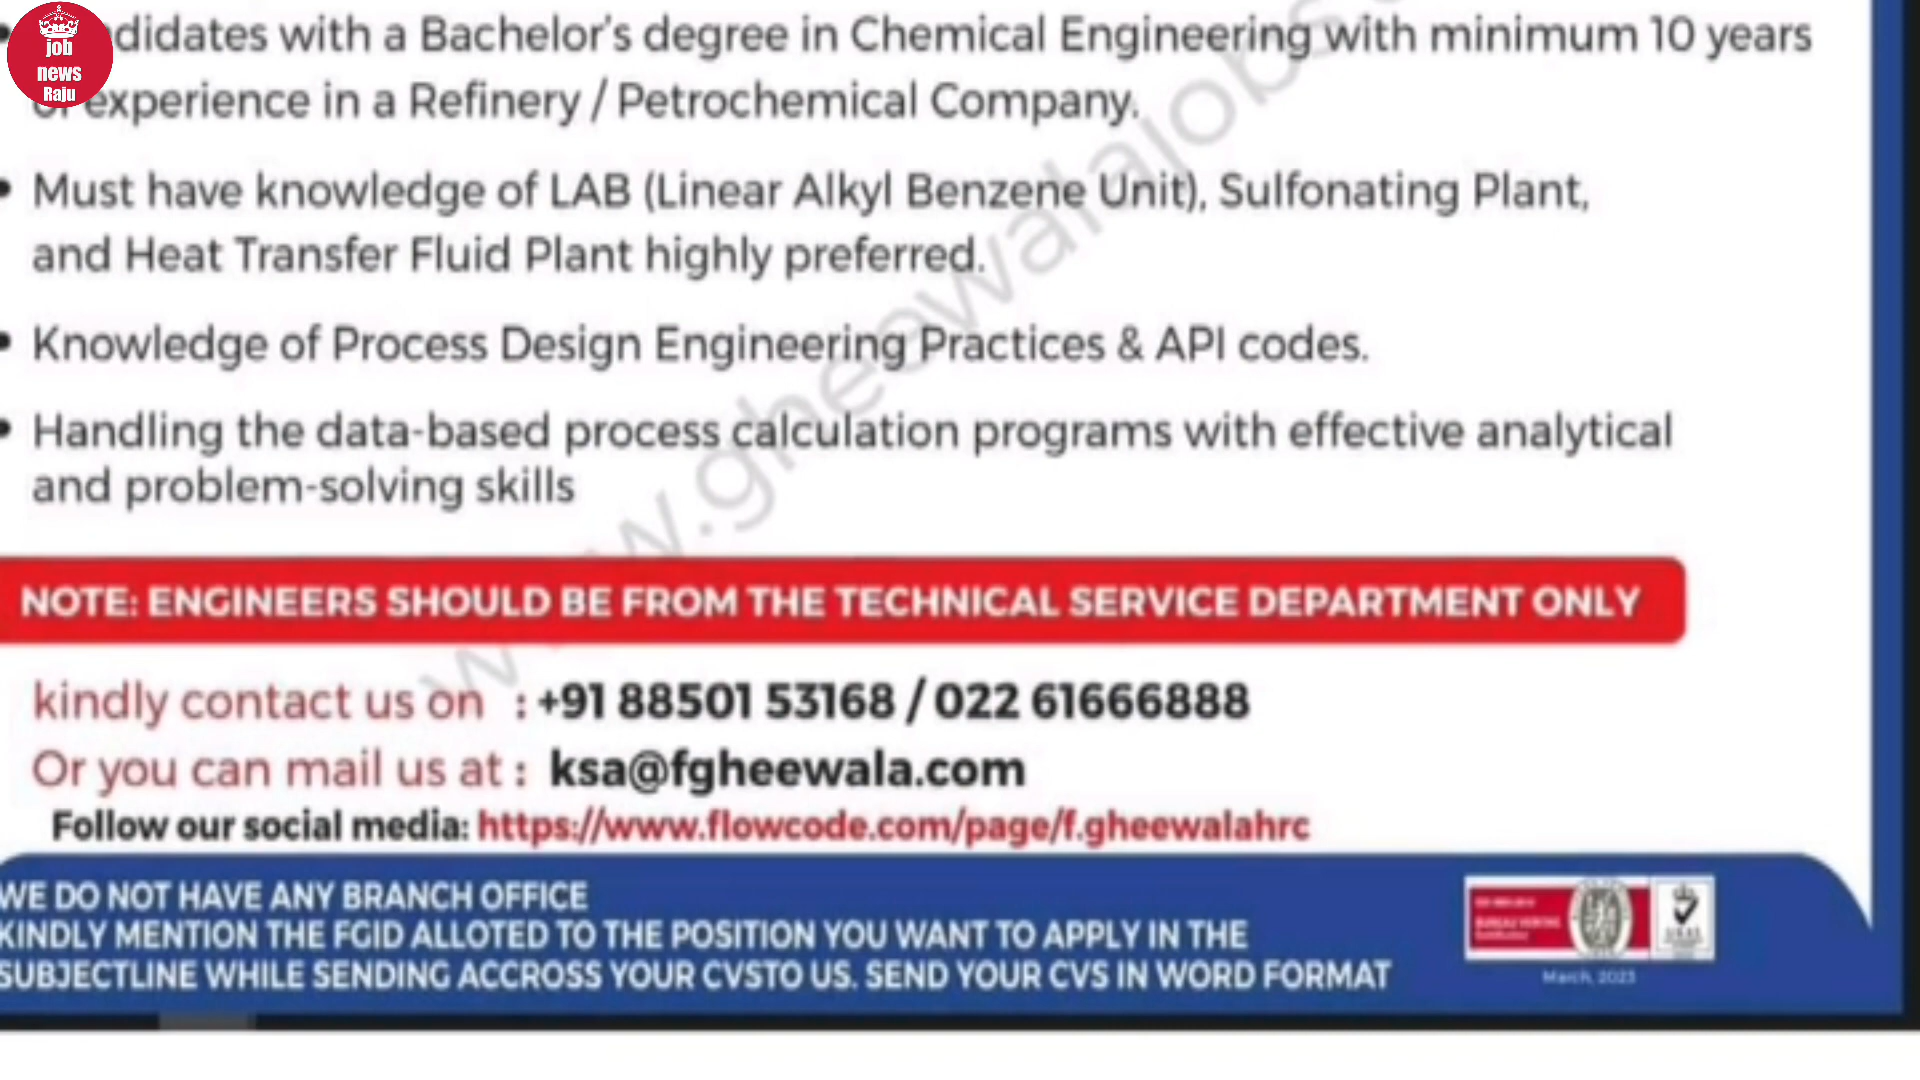 job
news
Raju
didates with a Bachelor's degree in Chemical Engineering with minimum 10 years
of experience in a Refinery / Petrochemical Company.
• Must have knowledge of LAB (Linear Alkyl Benzene Unit), Sulfonating Plant,
and Heat Transfer Fluid Plant highly preferred.
• Knowledge of Process Design Engineering Practices & API codes.
• Handling the data-based process calculation programs with effective analytical
and problem-solving skills
www.gheewalajobs.
NOTE: ENGINEERS SHOULD BE FROM THE TECHNICAL SERVICE DEPARTMENT ONLY
kindly contact us on : +91 88501 53168 / 022 61666888
Or you can mail us at : ksa@fgheewala.com
Follow our social media: https://www.flowcode.com/page/f.gheewalahrc
WE DO NOT HAVE ANY BRANCH OFFICE
KINDLY MENTION THE FGID ALLOTED TO THE POSITION YOU WANT TO APPLY IN THE
SUBJECTLINE WHILE SENDING ACCROSS YOUR CVSTO US. SEND YOUR CVS IN WORD FORMAT
March, 2023